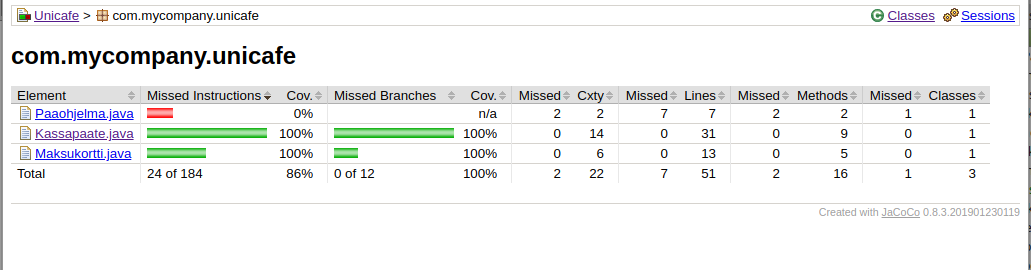 Unicafe > com.mycompany.unicafe Classes Sessions
com.mycompany.unicafe
Element Missed Instructions Cov. Missed Branches Cov. Missed Cxty Missed Lines Missed Methods Missed Classes
Paaohjelma.java 0% n/a 2 2 7 7 2 2 1 1
Kassapaate.java 100% 100% 0 14 0 31 0 9 0 1
Maksukortti.java 100% 100% 0 6 0 13 0 5 0 1
Total 24 of 184 86% 0 of 12 100% 2 22 7 51 2 16 1 3
Created with JaCoCo 0.8.3.201901230119